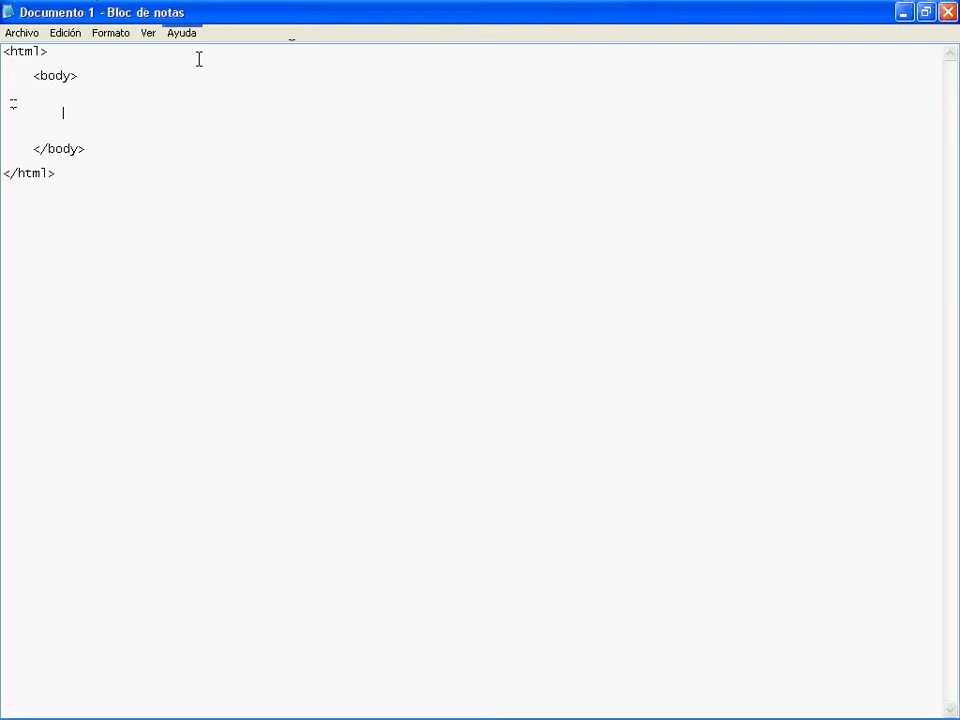 Documento 1 - Bloc de notas
Archivo Edición Formato Ver Ayuda
<html>
<body>
</body>
</html>